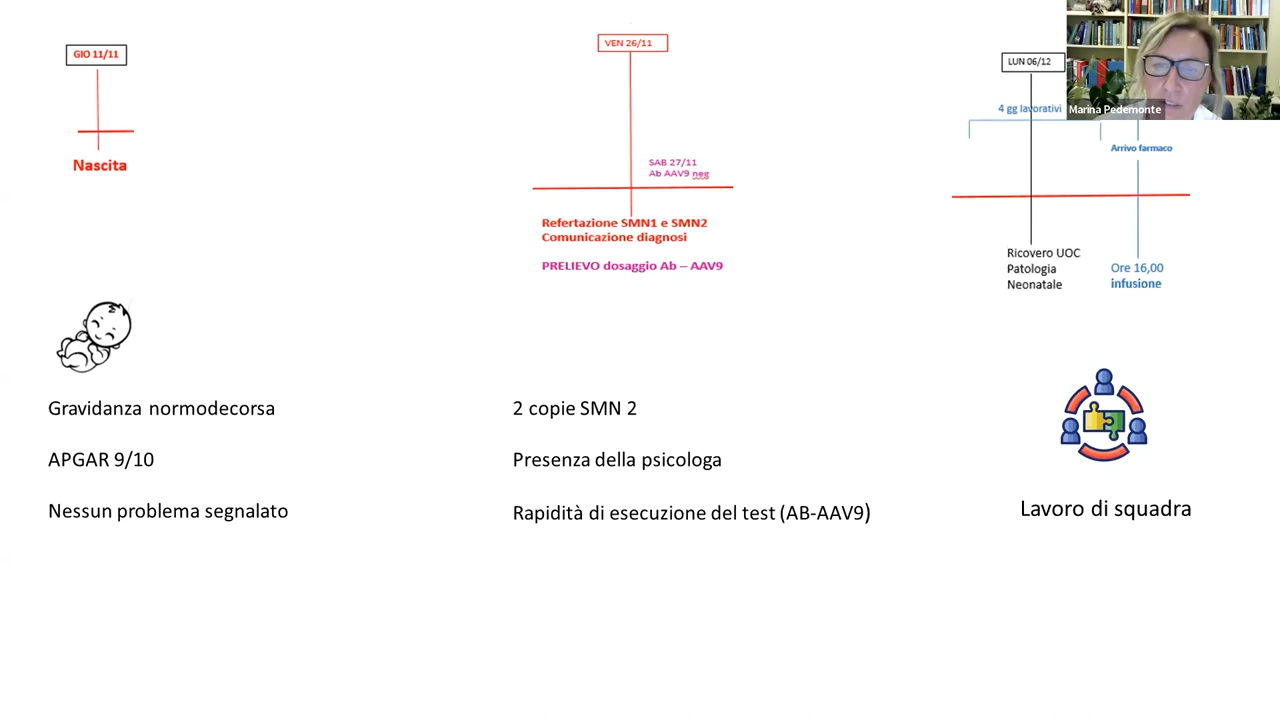 GIO 11/11
Nascita
VEN 26/11
SAB 27/11
Ab AAV9 neg
Refertazione SMN1 e SMN2
Comunicazione diagnosi
PRELIEVO dosaggio Ab – AAV9
LUN 06/12
4 gg lavorativi
Marina Pedemonte
Arrivo farmaco
Ricovero UOC
Patologia
Neonatale
Ore 16,00
infusione
Gravidanza normodecorsa
APGAR 9/10
Nessun problema segnalato
2 copie SMN 2
Presenza della psicologa
Rapidità di esecuzione del test (AB-AAV9)
Lavoro di squadra